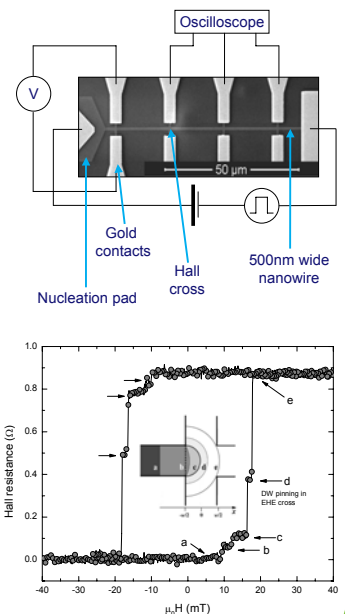 Oscilloscope
V
50 µm
Gold
contacts
Hall
cross
500nm wide
nanowire
Nucleation pad
1.0
0.8
0.6
0.4
0.2
0.0
Hall resistance (Ω)
e
a b c d e
d
DW pinning in
EHE cross
a
c
b
-40 -30 -20 -10 0 10 20 30 40
µ₀H (mT)